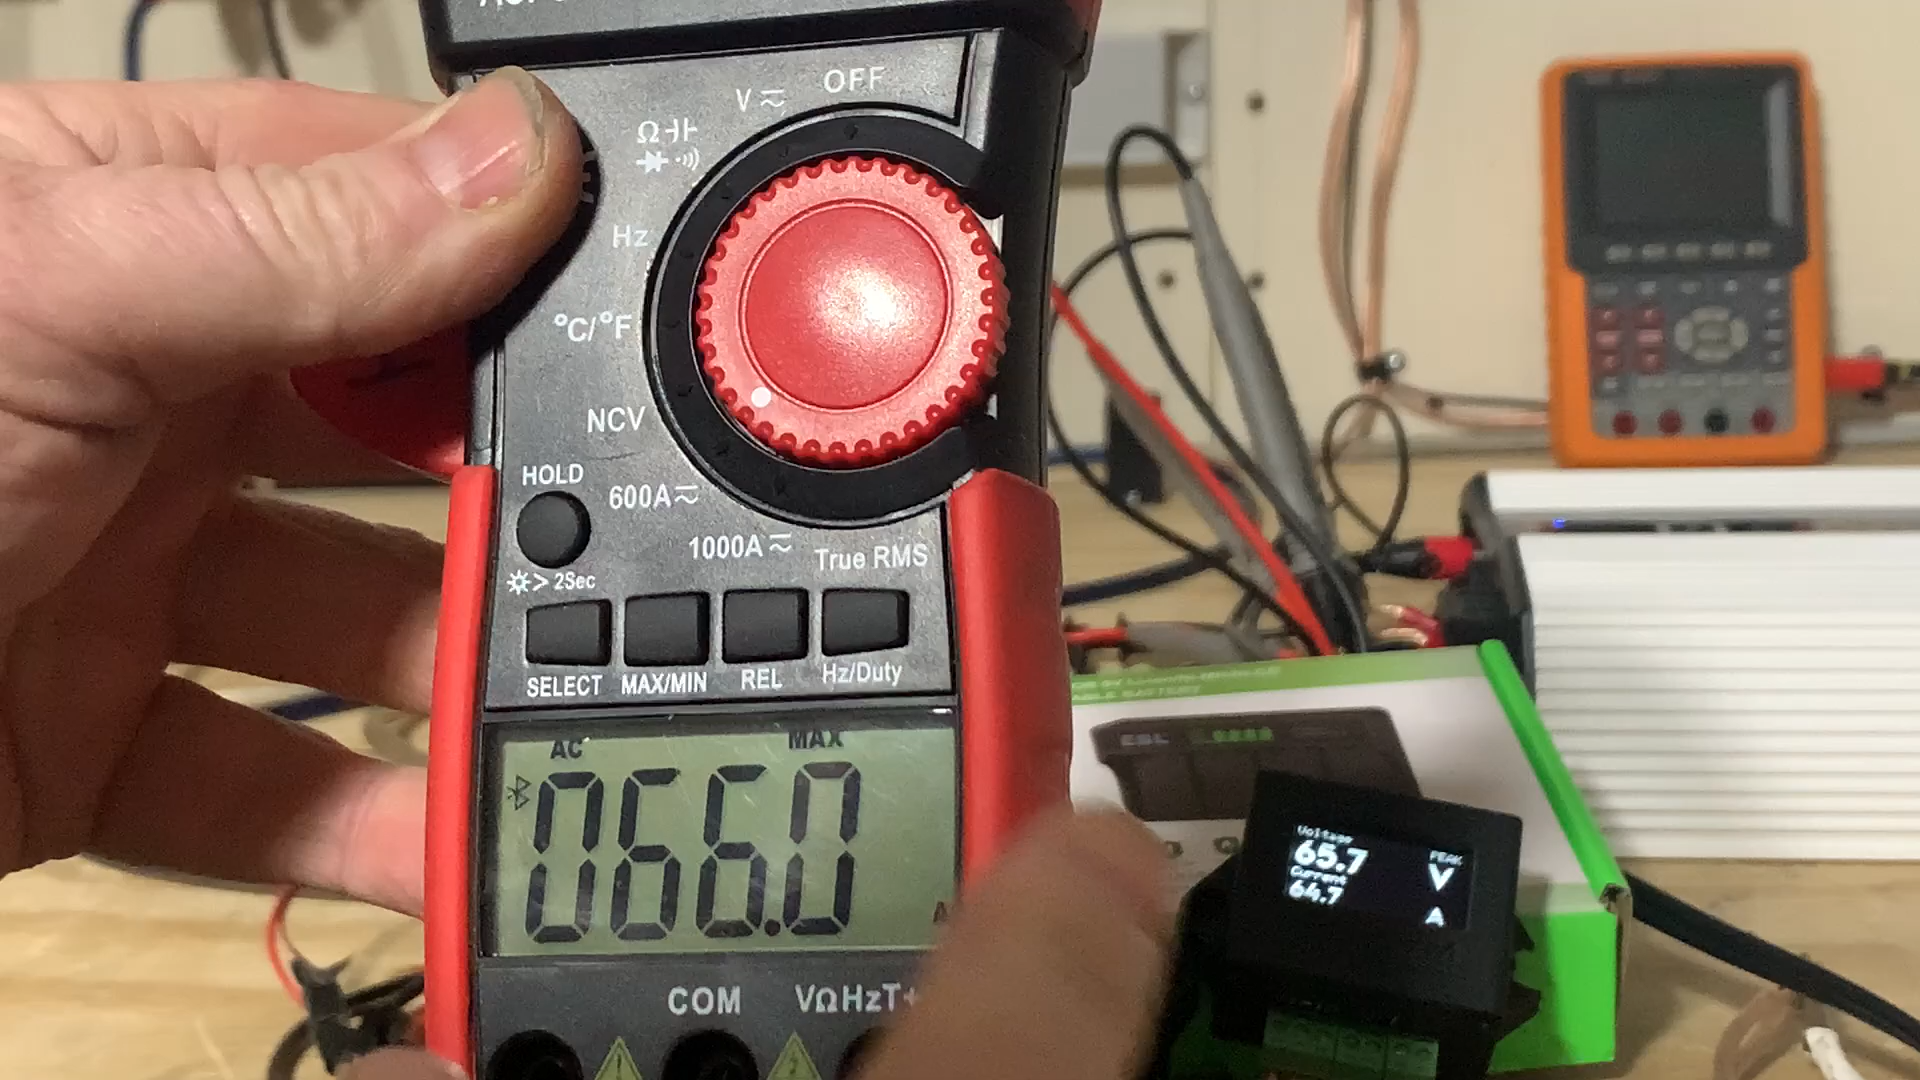 OFF
V
Ω
Hz
°C/°F
NCV
HOLD
600A
1000A
True RMS
> 2Sec
SELECT
MAX/MIN
REL
Hz/Duty
AC
MAX
066.0
COM
VΩHzT+
Voltage
65.7
Current
64.7
PEAK
V
A